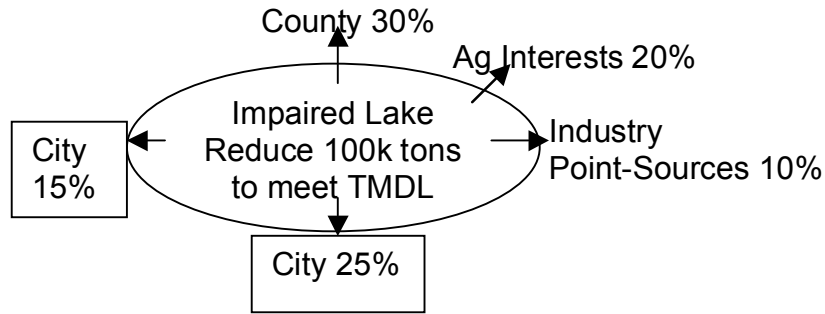 County 30%
Ag Interests 20%
Impaired Lake
Reduce 100k tons
to meet TMDL
City
15%
Industry
Point-Sources 10%
City 25%